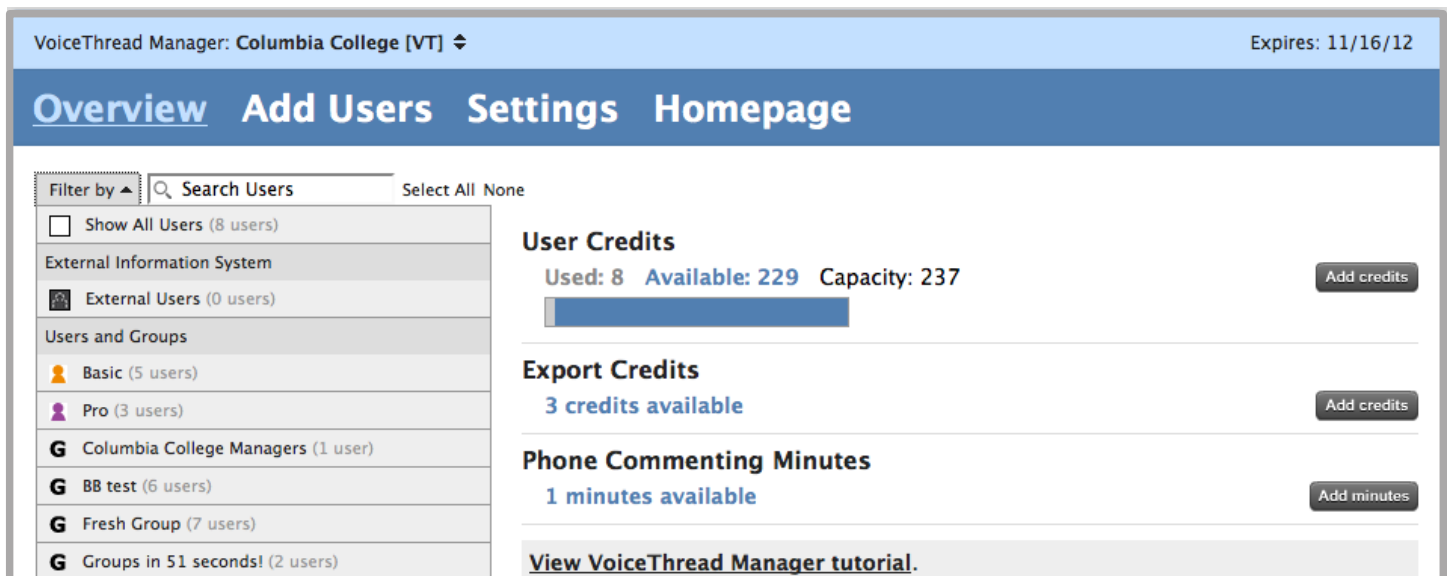 VoiceThread Manager: Columbia College [VT]
Expires: 11/16/12
Overview Add Users Settings Homepage
Filter by Search Users Select All None
Show All Users (8 users)
External Information System
External Users (0 users)
Users and Groups
Basic (5 users)
Pro (3 users)
G Columbia College Managers (1 user)
G BB test (6 users)
G Fresh Group (7 users)
G Groups in 51 seconds! (2 users)
User Credits
Used: 8 Available: 229 Capacity: 237
Add credits
Export Credits
3 credits available
Add credits
Phone Commenting Minutes
1 minutes available
Add minutes
View VoiceThread Manager tutorial.